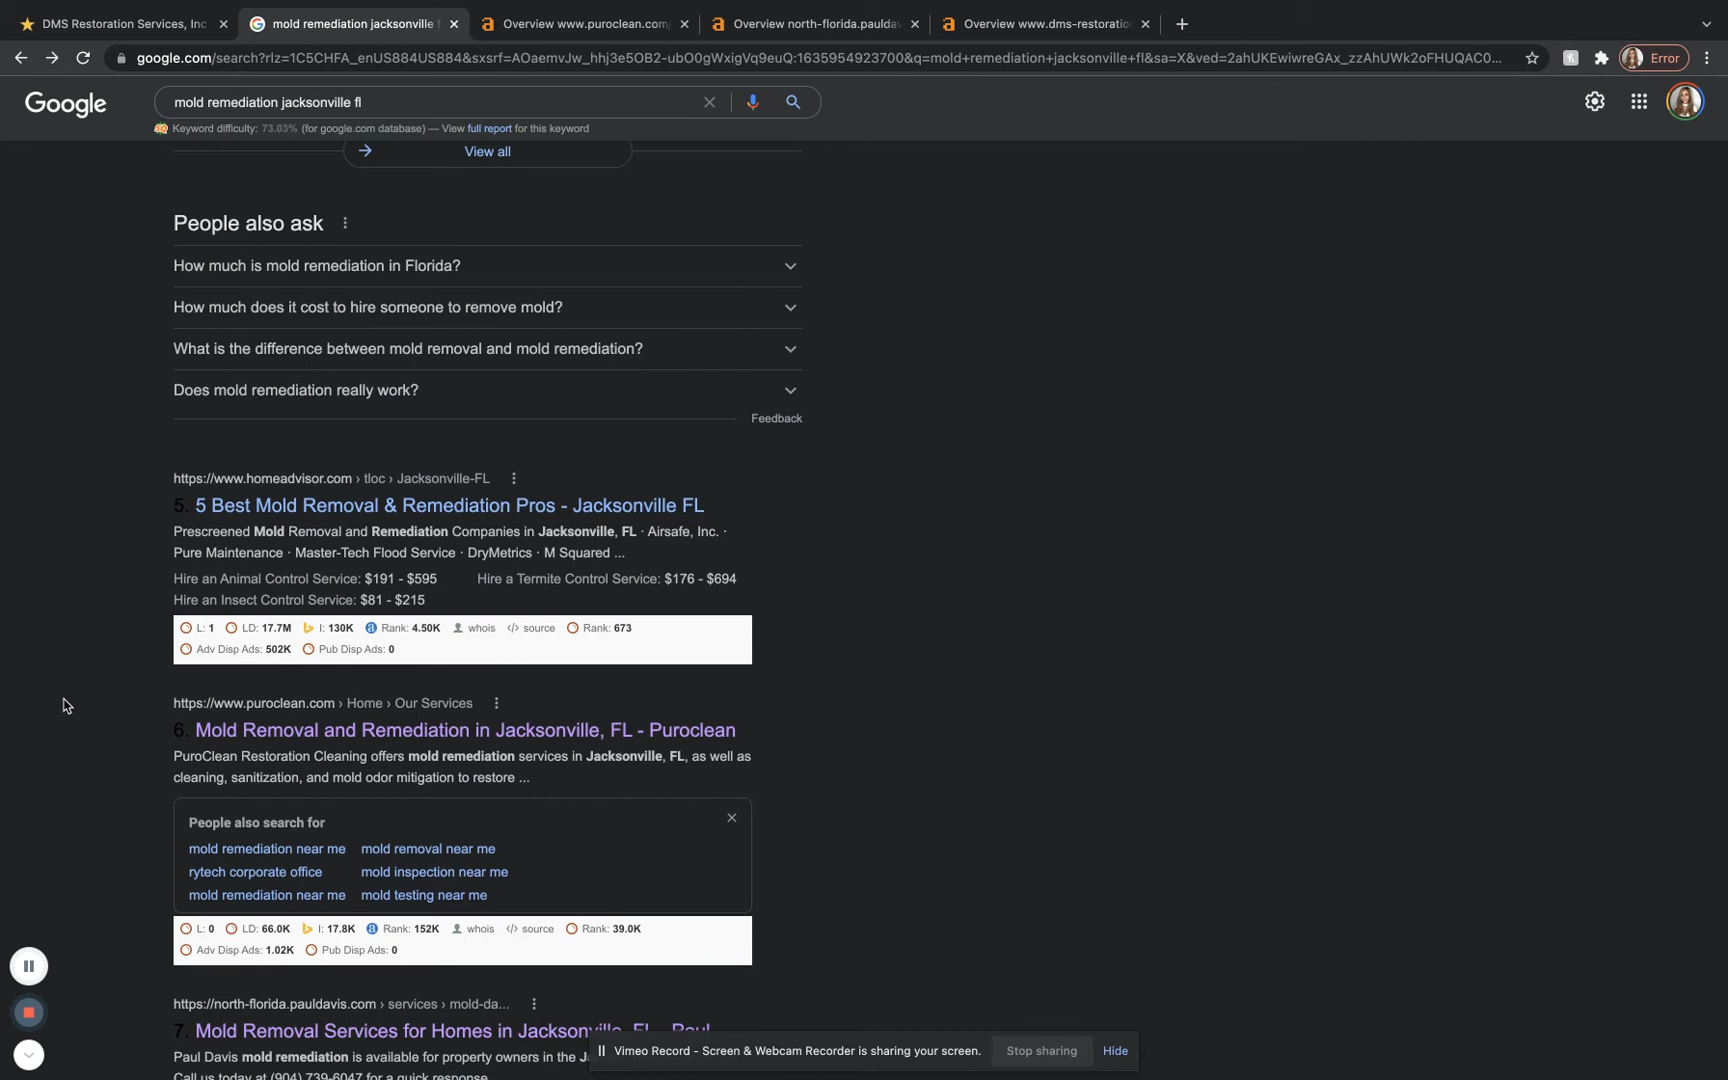 DMS Restoration Services, Inc
mold remediation jacksonville f
Overview www.puroclean.com/
Overview north-florida.paulda
Overview www.dms-restoratio
google.com/search?rlz=1C5CHFA_enUS884US884&sxsrf=AOaemvJw_hhj3e5OB2-ubO0gWxigVq9euQ:1635954923700&q=mold+remediation+jacksonville+fl&sa=X&ved=2ahUKEwiwreGAx_zzAhUWk2oFHUQAC0...
Error
Google
mold remediation jacksonville fl
Keyword difficulty: 73.03% (for google.com database) — View full report for this keyword
View all
People also ask
How much is mold remediation in Florida?
How much does it cost to hire someone to remove mold?
What is the difference between mold removal and mold remediation?
Does mold remediation really work?
Feedback
https://www.homeadvisor.com › tloc › Jacksonville-FL
5. 5 Best Mold Removal & Remediation Pros - Jacksonville FL
Prescreened Mold Removal and Remediation Companies in Jacksonville, FL · Airsafe, Inc. ·
Pure Maintenance · Master-Tech Flood Service · DryMetrics · M Squared ...
Hire an Animal Control Service: $191 - $595 Hire a Termite Control Service: $176 - $694
Hire an Insect Control Service: $81 - $215
L: 1 LD: 17.7M I: 130K Rank: 4.50K whois </> source Rank: 673
Adv Disp Ads: 502K Pub Disp Ads: 0
https://www.puroclean.com › Home › Our Services
6. Mold Removal and Remediation in Jacksonville, FL - Puroclean
PuroClean Restoration Cleaning offers mold remediation services in Jacksonville, FL, as well as
cleaning, sanitization, and mold odor mitigation to restore ...
People also search for
mold remediation near me mold removal near me
rytech corporate office mold inspection near me
mold remediation near me mold testing near me
L: 0 LD: 66.0K I: 17.8K Rank: 152K whois </> source Rank: 39.0K
Adv Disp Ads: 1.02K Pub Disp Ads: 0
https://north-florida.pauldavis.com › services › mold-da...
7. Mold Removal Services for Homes in Jacksonville, FL - Paul
Paul Davis mold remediation is available for property owners in the J
Call us today at (904) 739-6047 for a quick response
Vimeo Record - Screen & Webcam Recorder is sharing your screen. Stop sharing Hide